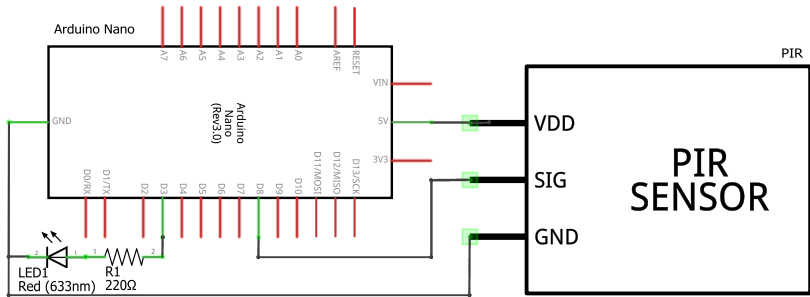 Arduino Nano
A7
A6
A5
A4
A3
A2
A1
A0
AREF
RESET
PIR
VIN
GND
Arduino
Nano
(Rev3.0)
5V
VDD
3V3
PIR
SENSOR
SIG
D0/RX
D1/TX
D2
D3
D4
D5
D6
D7
D8
D9
D10
D11/MOSI
D12/MISO
D13/SCK
GND
2
1
1
2
LED1
Red (633nm)
R1
220Ω